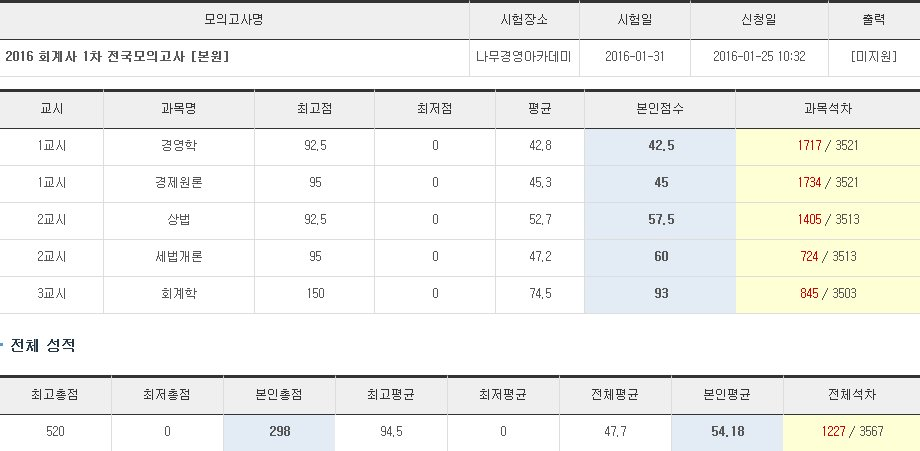 모의고사명 시험장소 시험일 신청일 출력
2016 회계사 1차 전국모의고사 [본원] 나무경영아카데미 2016-01-31 2016-01-25 10:32 [미지원]
교시 과목명 최고점 최저점 평균 본인점수 과목석차
1교시 경영학 92.5 0 42.8 42.5 1717 / 3521
1교시 경제원론 95 0 45.3 45 1734 / 3521
2교시 상법 92.5 0 52.7 57.5 1405 / 3513
2교시 세법개론 95 0 47.2 60 724 / 3513
3교시 회계학 150 0 74.5 93 845 / 3503
전체 성적
최고총점 최저총점 본인총점 최고평균 최저평균 전체평균 본인평균 전체석차
520 0 298 94.5 0 47.7 54.18 1227 / 3567